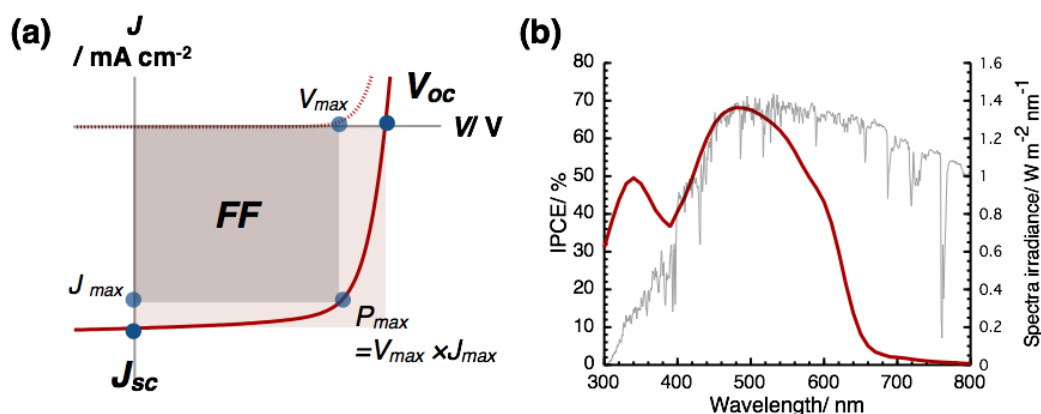 (a)
J
/ mA cm-2
Vmax
Voc
V/ V
FF
J max
Pmax
=Vmax ×Jmax
Jsc
(b)
80
70
60
50
40
30
20
10
0
IPCE/ %
1.6
1.4
1.2
1
0.8
0.6
0.4
0.2
0
Spectra irradiance/ W m-2 nm-1
300 400 500 600 700 800
Wavelength/ nm